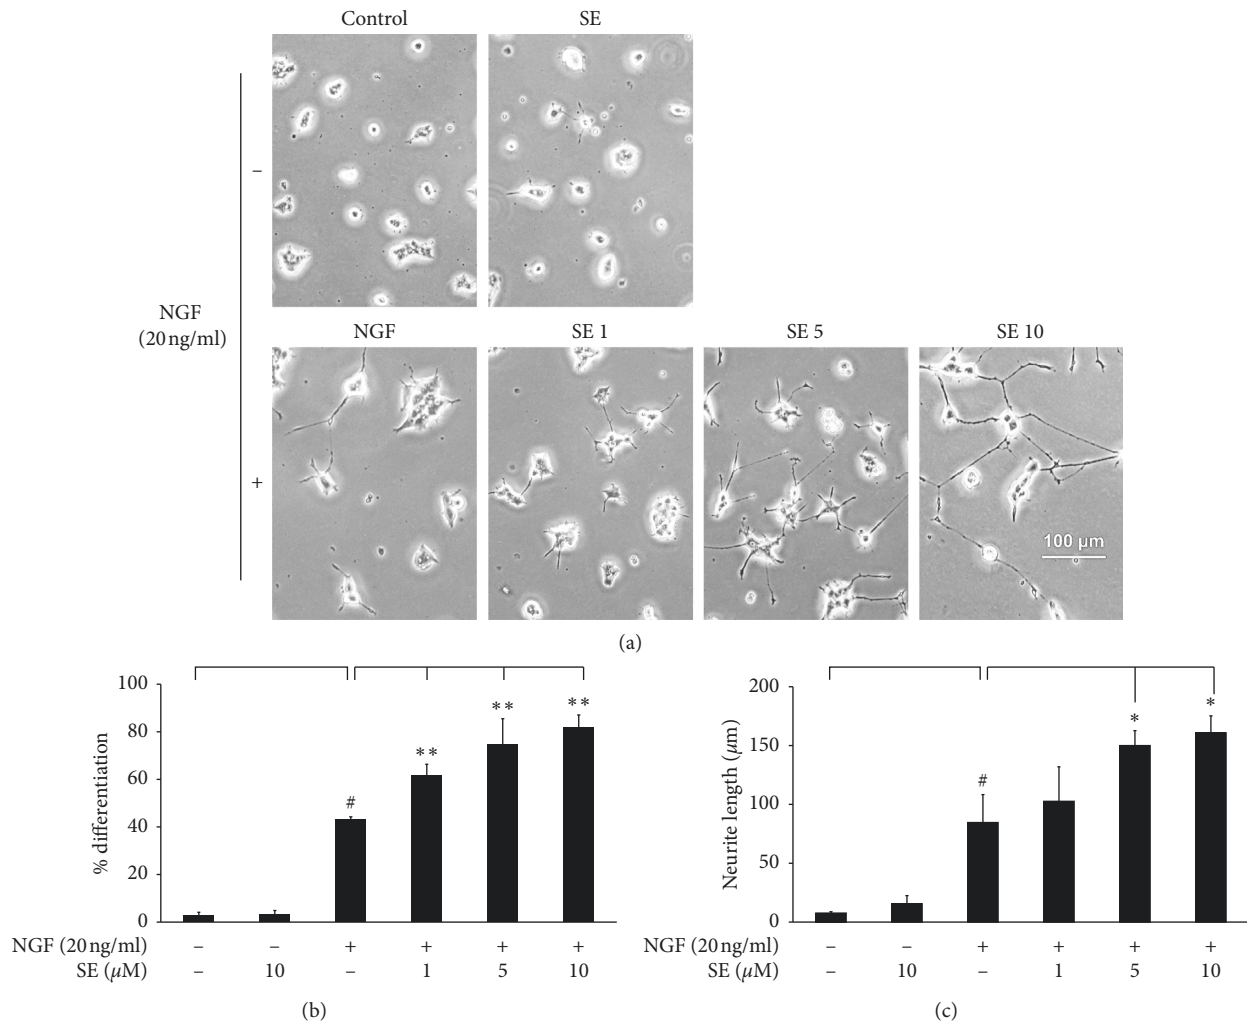 Control SE
–
NGF
(20 ng/ml)
NGF SE 1 SE 5 SE 10
+
100 µm
(a)
100
80
60
40
20
0
% differentiation
#
**
**
**
NGF (20 ng/ml) – – + + + +
SE (µM) – 10 – 1 5 10
(b)
200
150
100
50
0
Neurite length (µm)
#
*
*
NGF (20 ng/ml) – – + + + +
SE (µM) – 10 – 1 5 10
(c)